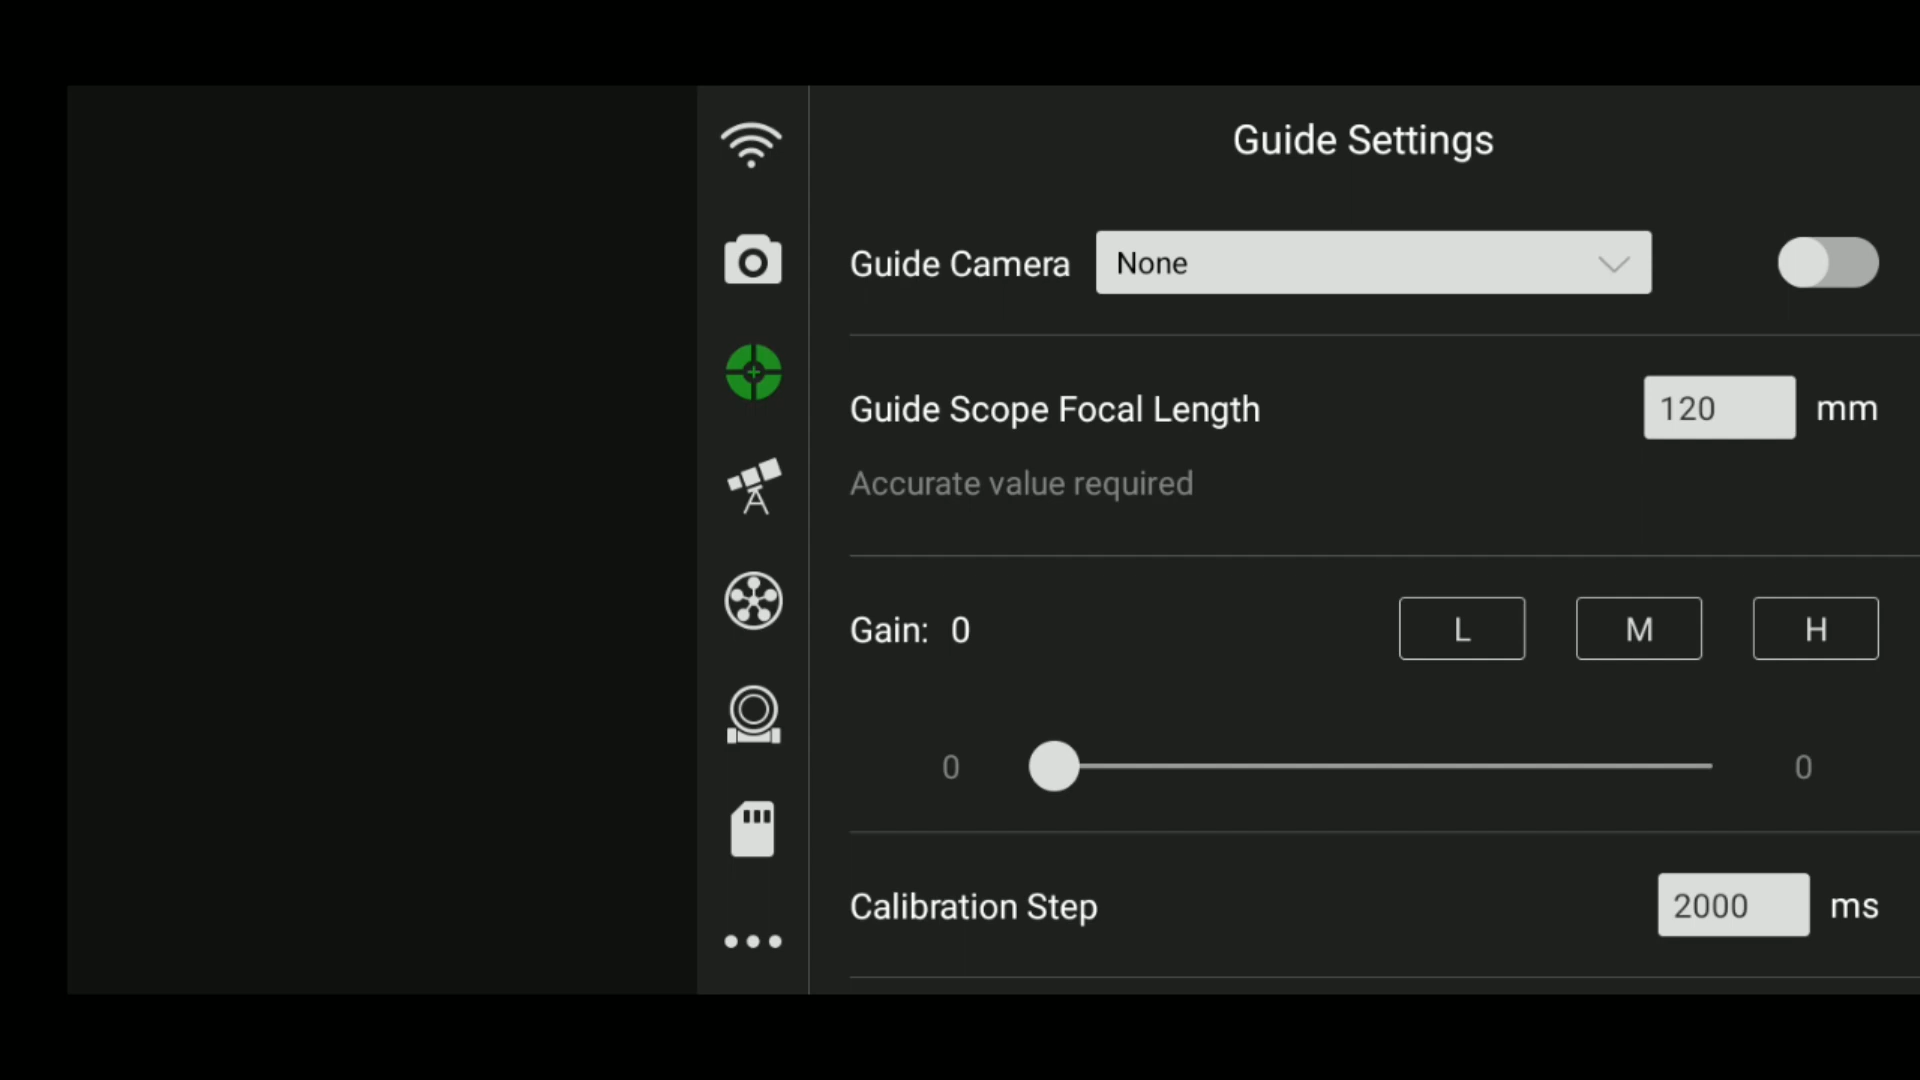 Guide Settings
Guide Camera None
Guide Scope Focal Length 120 mm
Accurate value required
Gain: 0 L M H
0 0
Calibration Step 2000 ms